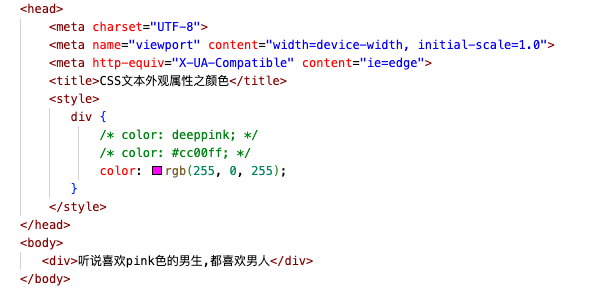 <head>
<meta charset="UTF-8">
<meta name="viewport" content="width=device-width, initial-scale=1.0">
<meta http-equiv="X-UA-Compatible" content="ie=edge">
<title>CSS文本外观属性之颜色</title>
<style>
div {
/* color: deeppink; */
/* color: #cc00ff; */
color: rgb(255, 0, 255);
}
</style>
</head>
<body>
<div>听说喜欢pink色的男生,都喜欢男人</div>
</body>